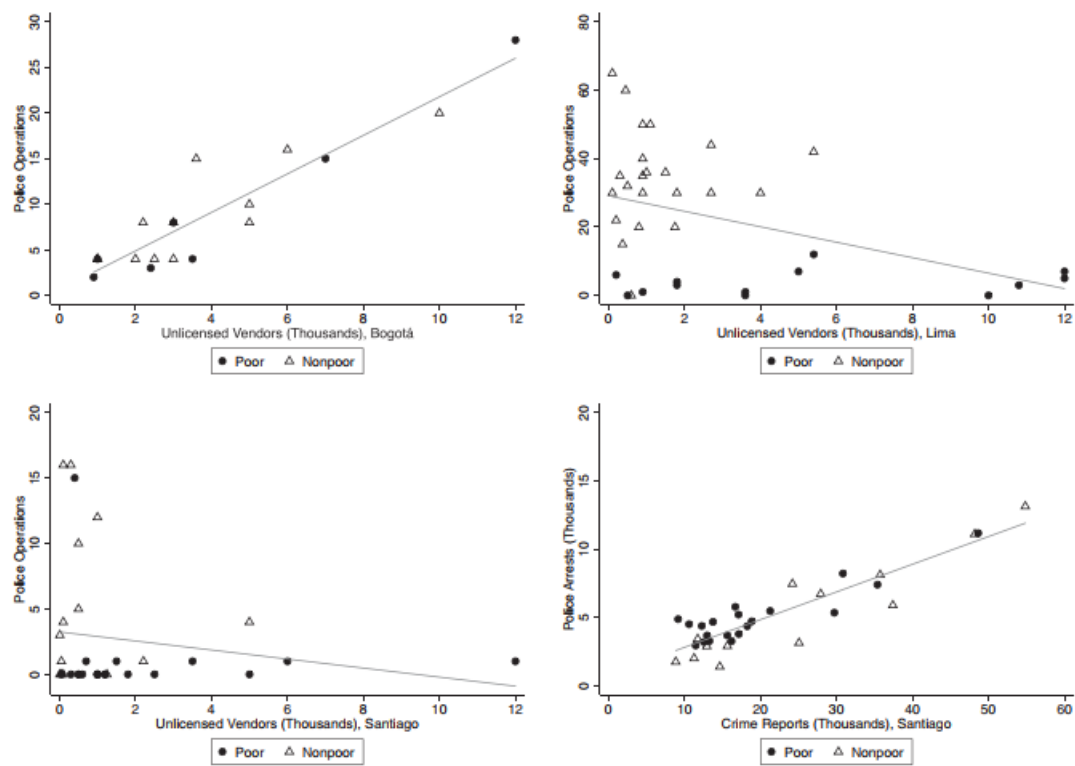 Police Operations
30
25
20
15
10
5
0
0 2 4 6 8 10 12
Unlicensed Vendors (Thousands), Bogotá
Poor Nonpoor
Police Operations
80
60
40
20
0
0 2 4 6 8 10 12
Unlicensed Vendors (Thousands), Lima
Poor Nonpoor
Police Operations
20
15
10
5
0
0 2 4 6 8 10 12
Unlicensed Vendors (Thousands), Santiago
Poor Nonpoor
Police Arrests (Thousands)
20
15
10
5
0
0 10 20 30 40 50 60
Crime Reports (Thousands), Santiago
Poor Nonpoor